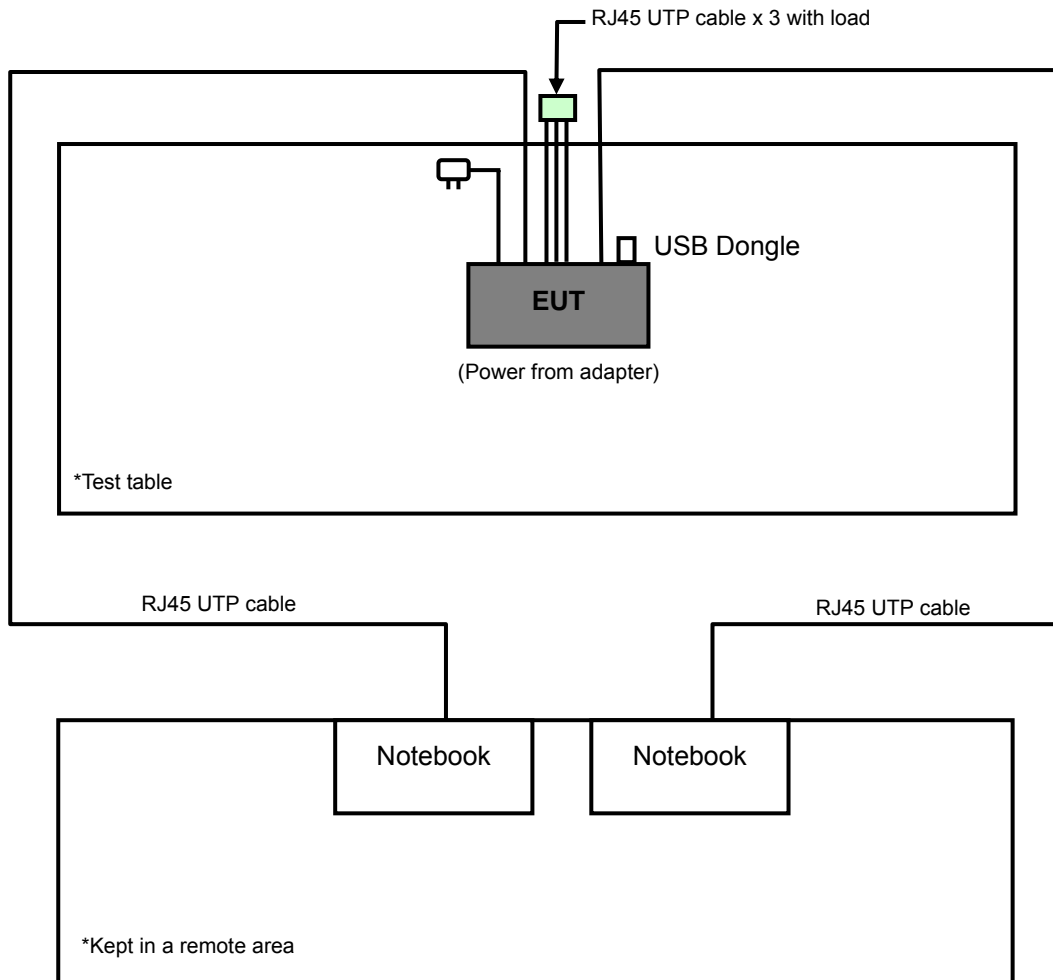 RJ45 UTP cable x 3 with load
USB Dongle
EUT
(Power from adapter)
*Test table
RJ45 UTP cable
RJ45 UTP cable
Notebook
Notebook
*Kept in a remote area